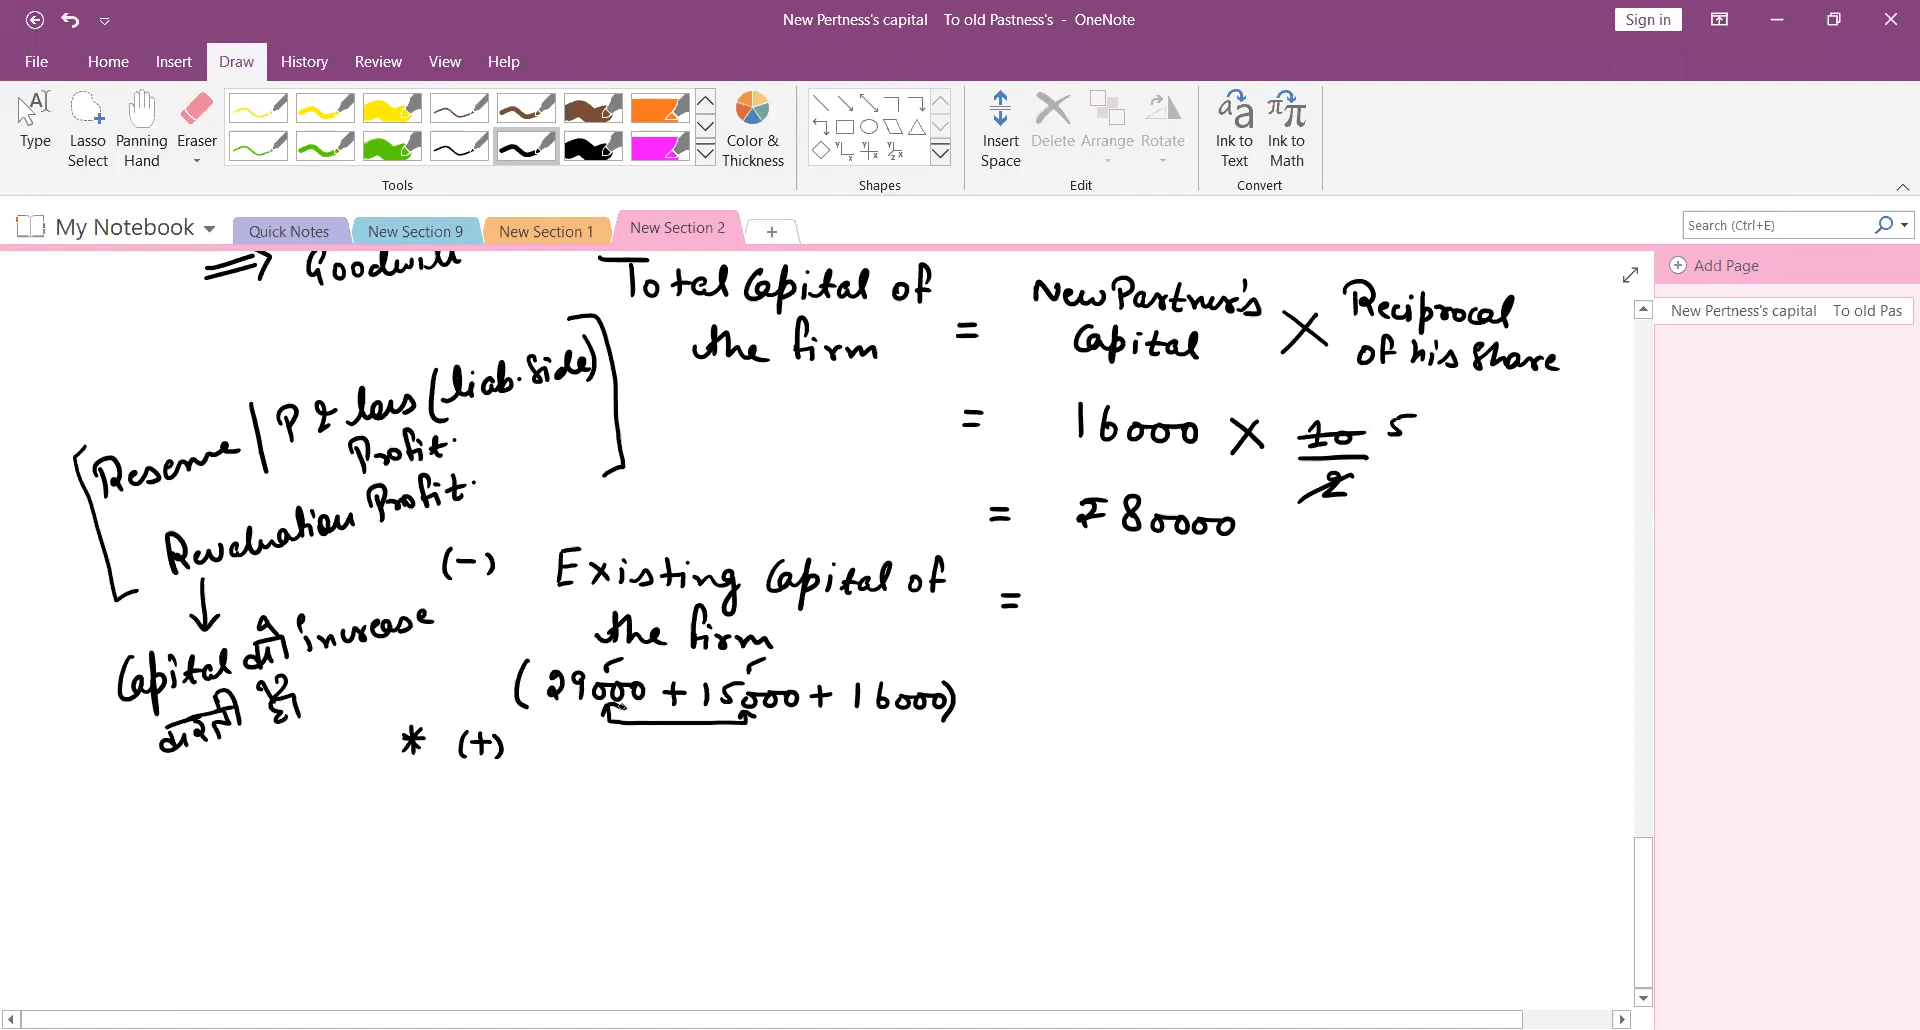 New Pertness's capital To old Pastness's - OneNote
Sign in
File Home Insert Draw History Review View Help
Type
Lasso Select
Panning Hand
Eraser
Color & Thickness
Insert Space
Delete
Arrange
Rotate
Ink to Text
Ink to Math
Tools
Shapes
Edit
Convert
My Notebook
Quick Notes
New Section 9
New Section 1
New Section 2
+
Search (Ctrl+E)
Add Page
New Pertness's capital To old Pas
⇒ Goodwill
Total Capital of the firm = New Partner's Capital × Reciprocal of his share
= 16000 × 10/2 5
= ₹ 80000
(-) Existing Capital of the firm =
(29000 + 15000 + 16000)
* (+)
Reserve | P & loss (liab. side)
Profit.
Revaluation Profit.
↓
Capital को increase
करती है